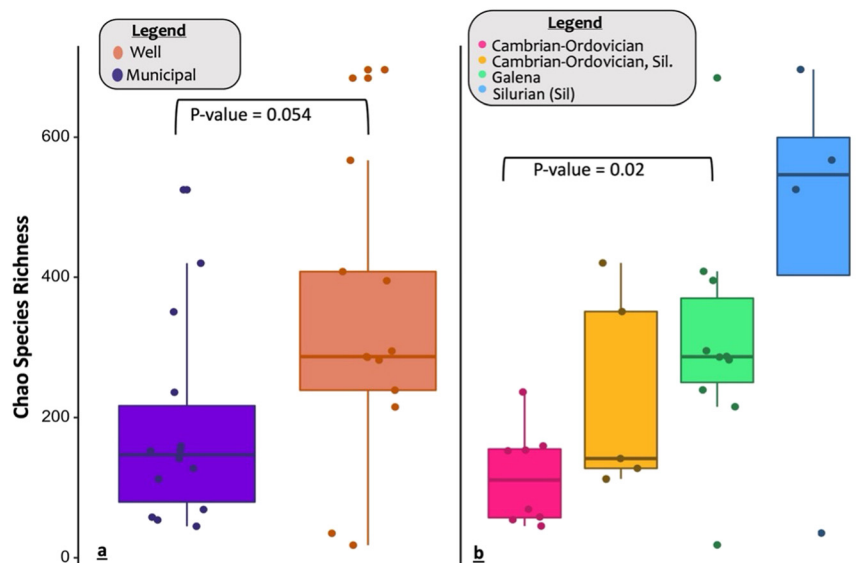 Legend
Well
Municipal
P-value = 0.054
Legend
Cambrian-Ordovician
Cambrian-Ordovician, Sil.
Galena
Silurian (Sil)
P-value = 0.02
Chao Species Richness
600
400
200
0
a
b